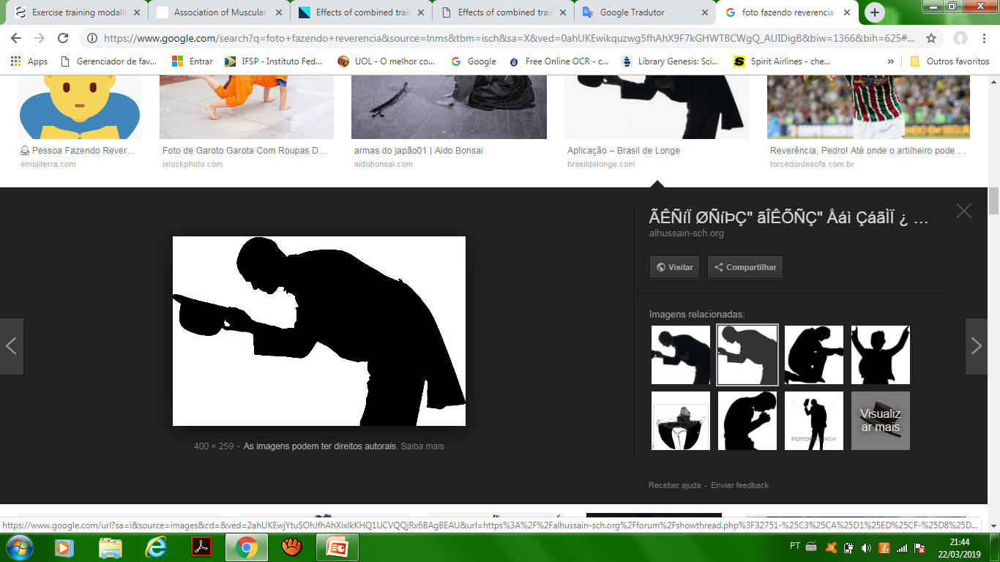 Exercise training modalit
Association of Muscular
Effects of combined train
Effects of combined train
Google Tradutor
foto fazendo reverencia
https://www.google.com/search?q=foto+fazendo+reverencia&source=lnms&tbm=isch&sa=X&ved=0ahUKEwikquzwg5fhAhX9F7kGHWTBCWgQ_AUIDigB&biw=1366&bih=625#...
Apps
Gerenciador de fav...
Entrar
IFSP - Instituto Fed...
UOL - O melhor co...
Google
Free Online OCR - c...
Library Genesis: Sci...
Spirit Airlines - che...
»
Outros favoritos
Pessoa Fazendo Rever...
emojiterra.com
Foto de Garoto Garota Com Roupas D...
istockphoto.com
armas do japão01 | Aido Bonsai
aidobonsai.com
Aplicação – Brasil de Longe
brasildelonge.com
Reverência, Pedro! Até onde o artilheiro pode ...
torcedordesofa.com.br
ÃÊÑíÏ ØÑíÞÇ" ãÎÊÕÑÇ" Åáì ÇáãÌÏ ¿ ...
alhussain-sch.org
Visitar
Compartilhar
Imagens relacionadas:
Visualiz
ar mais
400 × 259 - As imagens podem ter direitos autorais. Saiba mais
Receber ajuda - Enviar feedback
https://www.google.com/url?sa=i&source=images&cd=&ved=2ahUKEwjYtuSOhJfhAhXixIkKHQ1UCVQQjRx6BAgBEAU&url=https%3A%2F%2Falhussain-sch.org%2Fforum%2Fshowthread.php%3F32751-%25C3%25CA%25D1%25ED%25CF-%25D8%25D...
PT
21:44
22/03/2019